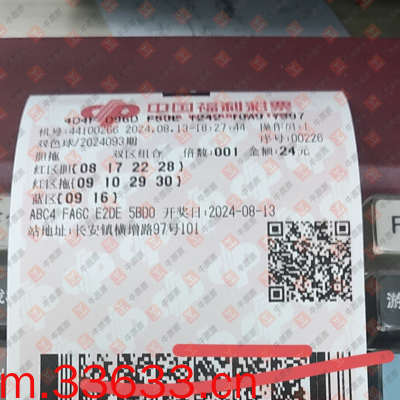 中国福利彩票
机号:44100266 2024.08.13-18:27:44 操作员:1
双色球/2024093期 序号:00226
胆拖 双区组合 倍数:001 金额:24元
红区胆(08 17 22 28)
红区拖(09 10 29 30)
蓝区(09 16)
ABC4 FA6C E2DE 5BD0 开奖日:2024-08-13
站地址:长安镇横增路97号101
m.33633.cn